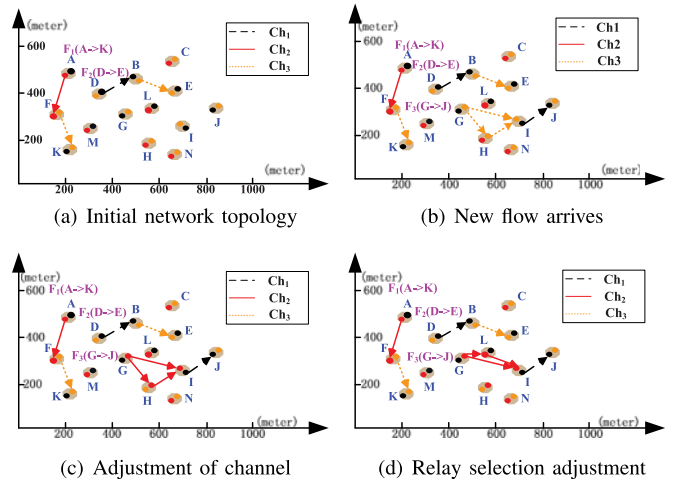 (meter)
600
400
200
200 400 600 800 1000
(meter)
F₁(A->K)
F₂(D->E)
A
B
C
D
E
F
G
H
I
J
K
L
M
N
Ch₁
Ch₂
Ch₃
(a) Initial network topology
(meter)
600
400
200
200 400 600 800 1000
(meter)
F₁(A->K)
F₂(D->E)
F₃(G->J)
A
B
C
D
E
F
G
H
I
J
K
L
M
N
Ch1
Ch2
Ch3
(b) New flow arrives
(meter)
600
400
200
200 400 600 800 1000
(meter)
F₁(A->K)
F₂(D->E)
F₃(G->J)
A
B
C
D
E
F
G
H
I
J
K
L
M
N
Ch₁
Ch₂
Ch₃
(c) Adjustment of channel
(meter)
600
400
200
200 400 600 800 1000
(meter)
F₁(A->K)
F₂(D->E)
F₃(G->J)
A
B
C
D
E
F
G
H
I
J
K
L
M
N
Ch₁
Ch₂
Ch₃
(d) Relay selection adjustment